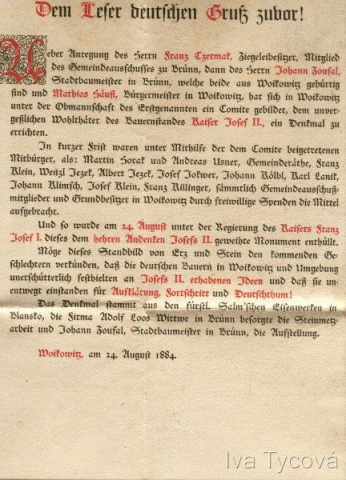 Dem Leser deutschen Gruß zuvor!
Ueber Anregung des Herrn Franz Czermak, Ziegeleibesitzer, Mitglied
des Gemeindeausschusses zu Brünn, dann des Herrn Johann Zoufal,
Stadtbaumeister in Brünn, welche beide aus Woikowitz gebürtig
sind und Mathias Häusl, Bürgermeister in Woikowitz, hat sich in Woikowitz
unter der Obmannschaft des Erstgenannten ein Comite gebildet, dem unver-
geßlichen Wohlthäter des Bauernstandes Kaiser Josef II., ein Denkmal zu
errichten.
In kurzer Frist waren unter Mithilfe der dem Comite beigetretenen
Mitbürger, als: Martin Horak und Andreas Usner, Gemeinderäthe, Franz
Klein, Wenzl Jezek, Albert Jezek, Josef Jokwer, Johann Kölbl, Karl Lanik,
Johann Klimsch, Josef Klein, Franz Killinger, sämmtlich Gemeindeausschuß-
mitglieder und Grundbesitzer in Woikowitz durch freiwillige Spenden die Mittel
aufgebracht.
Und so wurde am 24. August unter der Regierung des Kaisers Franz
Josef I. dieses dem hehren Andenken Josefs II. geweihte Monument enthüllt.
Möge dieses Standbild von Erz und Stein den kommenden Ge-
schlechtern verkünden, daß die deutschen Bauern in Woikowitz und Umgebung
unerschütterlich festhielten an Josefs II. erhabenen Ideen und daß sie un-
entwegt einstanden für Aufklärung, Fortschritt und Deutschthum!
Das Denkmal stammt aus den fürstl. Salm'schen Eisenwerken in
Blansko, die Firma Adolf Loos Wittwe in Brünn besorgte die Steinmetz-
arbeit und Johann Zoufal, Stadtbaumeister in Brünn, die Aufstellung.
Woikowitz, am 24. August 1884.
Iva Tycová